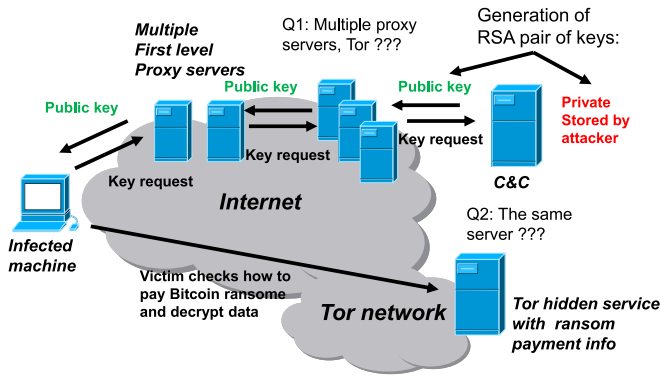 Multiple
First level
Proxy servers
Q1: Multiple proxy
servers, Tor ???
Generation of
RSA pair of keys:
Public key
Public key
Public key
Private
Stored by
attacker
Key request
Key request
Key request
C&C
Internet
Infected
machine
Q2: The same
server ???
Victim checks how to
pay Bitcoin ransome
and decrypt data
Tor network
Tor hidden service
with ransom
payment info